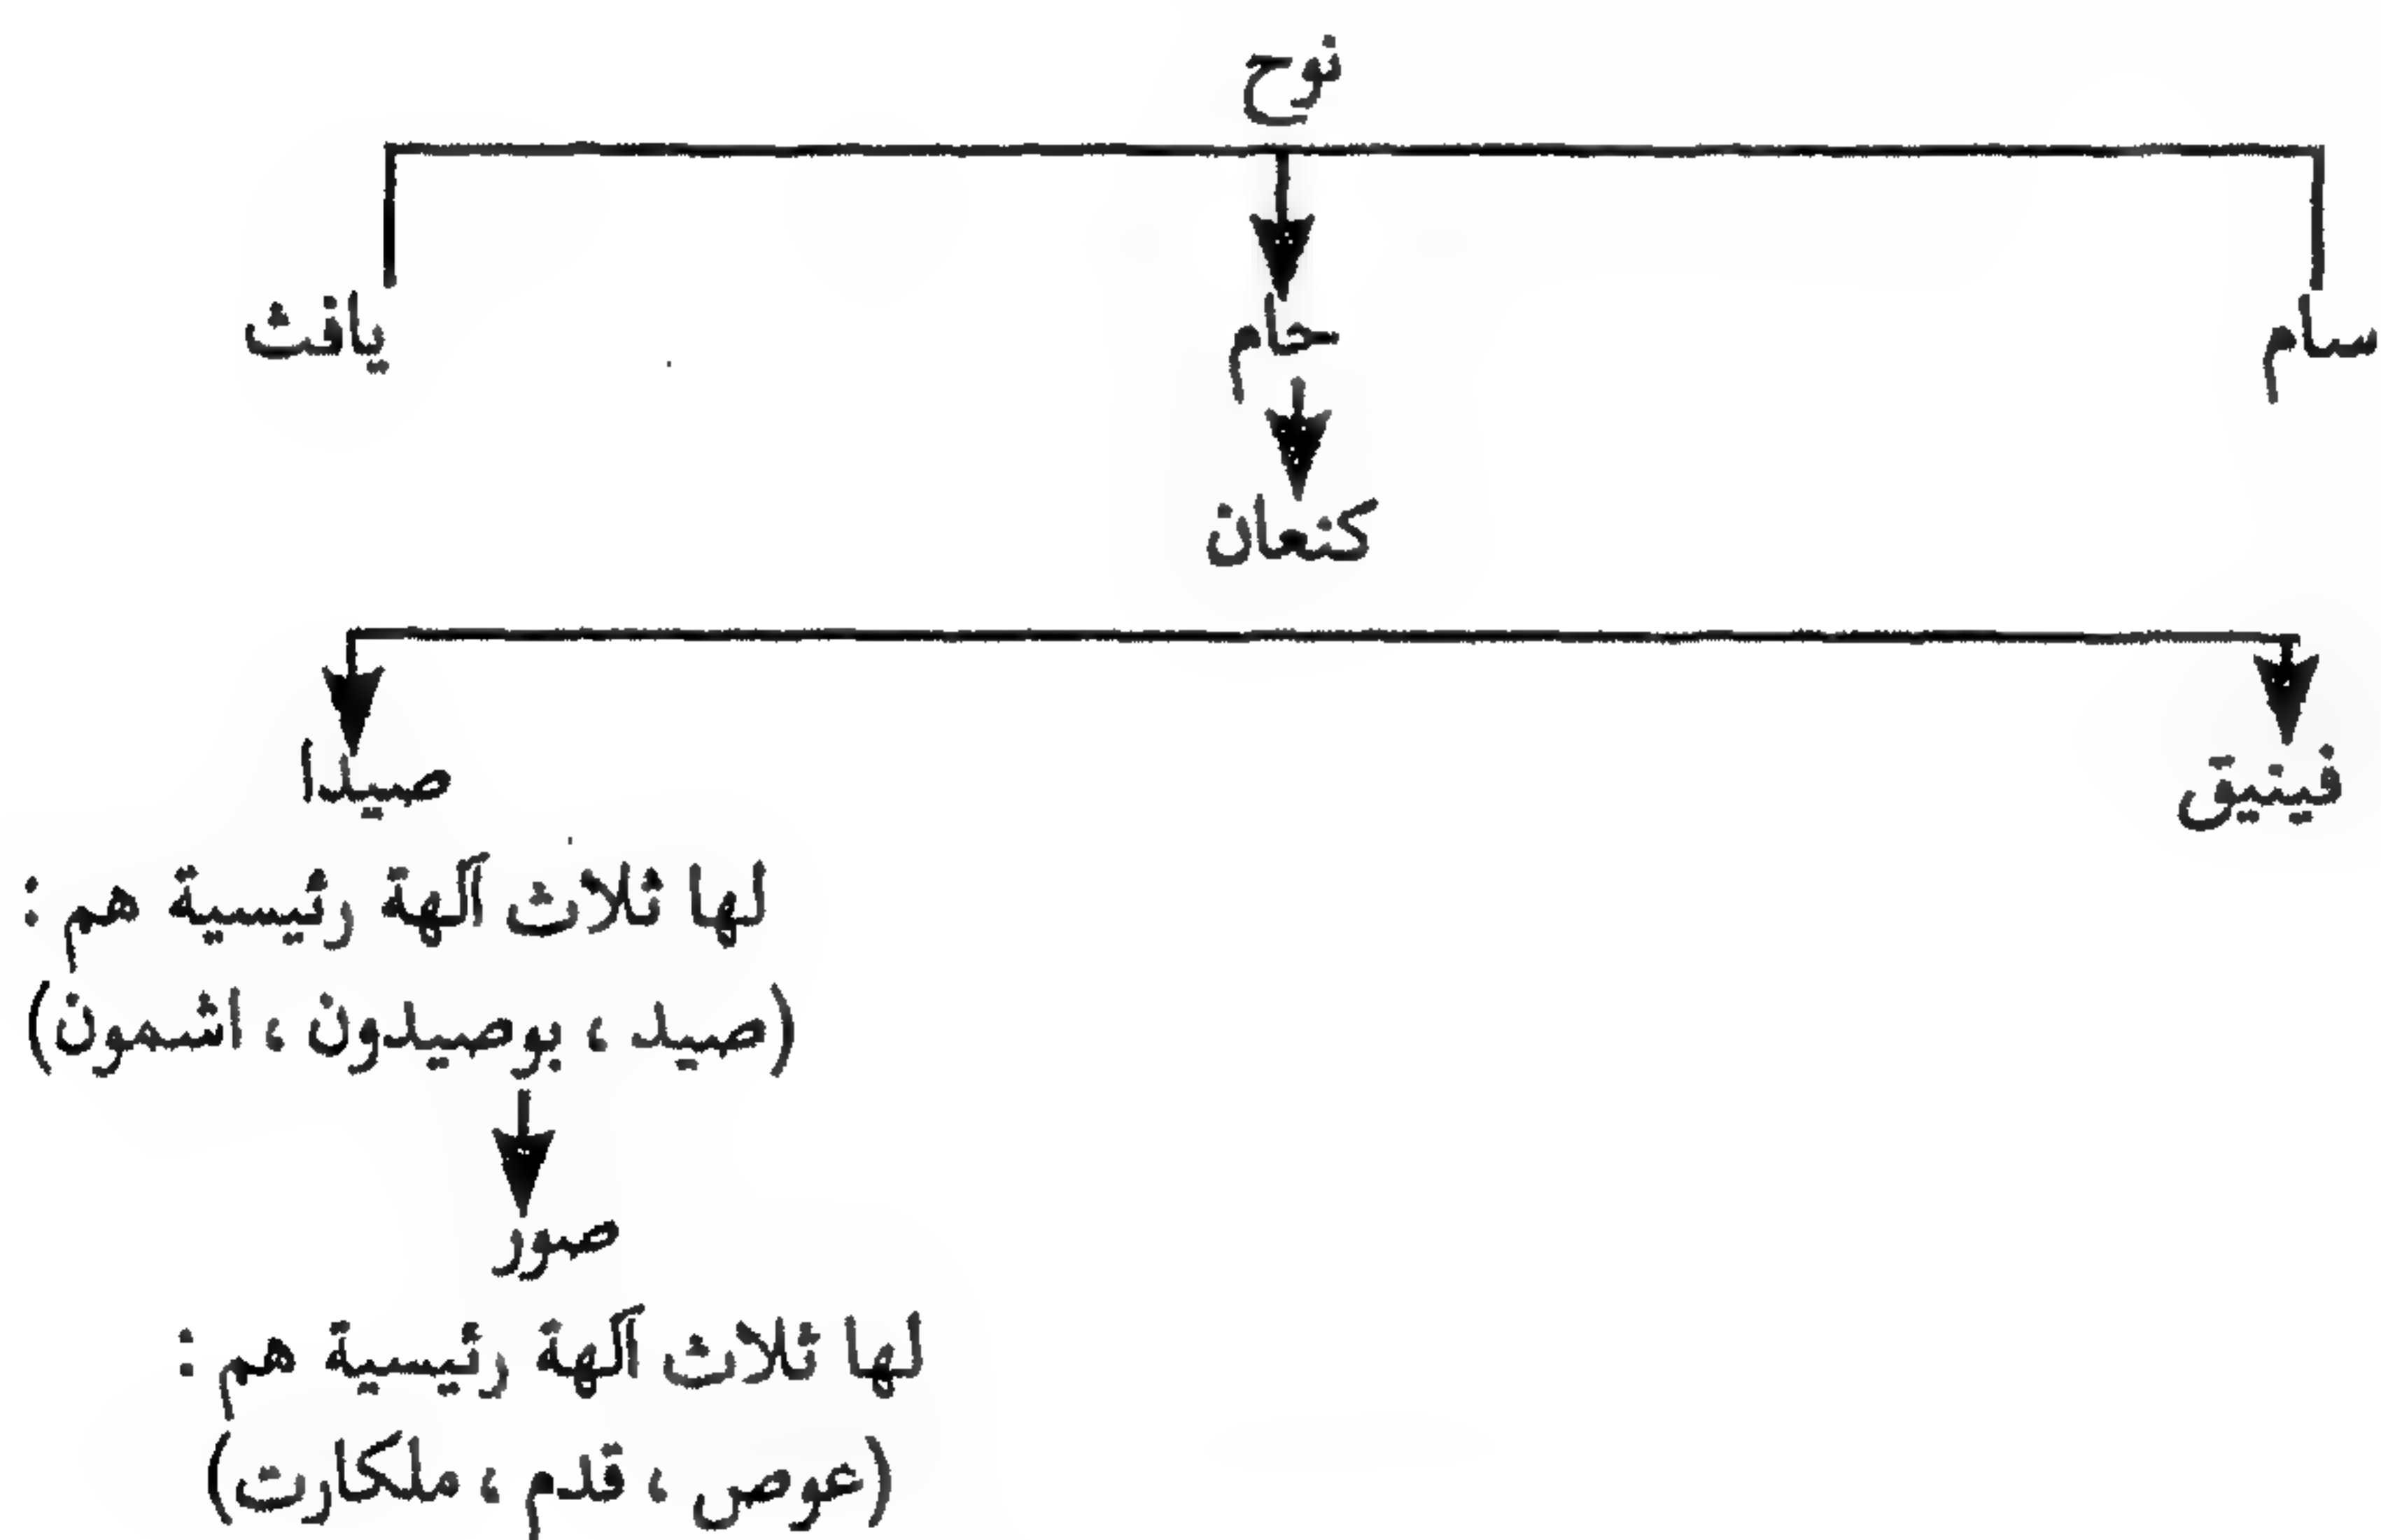 نوح
سام
حام
يافث
كنعان
فينيق
صيدا
لها ثلاث آلهة رئيسية هم :
(صيد ، بوصيدون ، اشمون)
صور
لها ثلاث آلهة رئيسية هم :
(عوص ، قدم ، ملكارت)